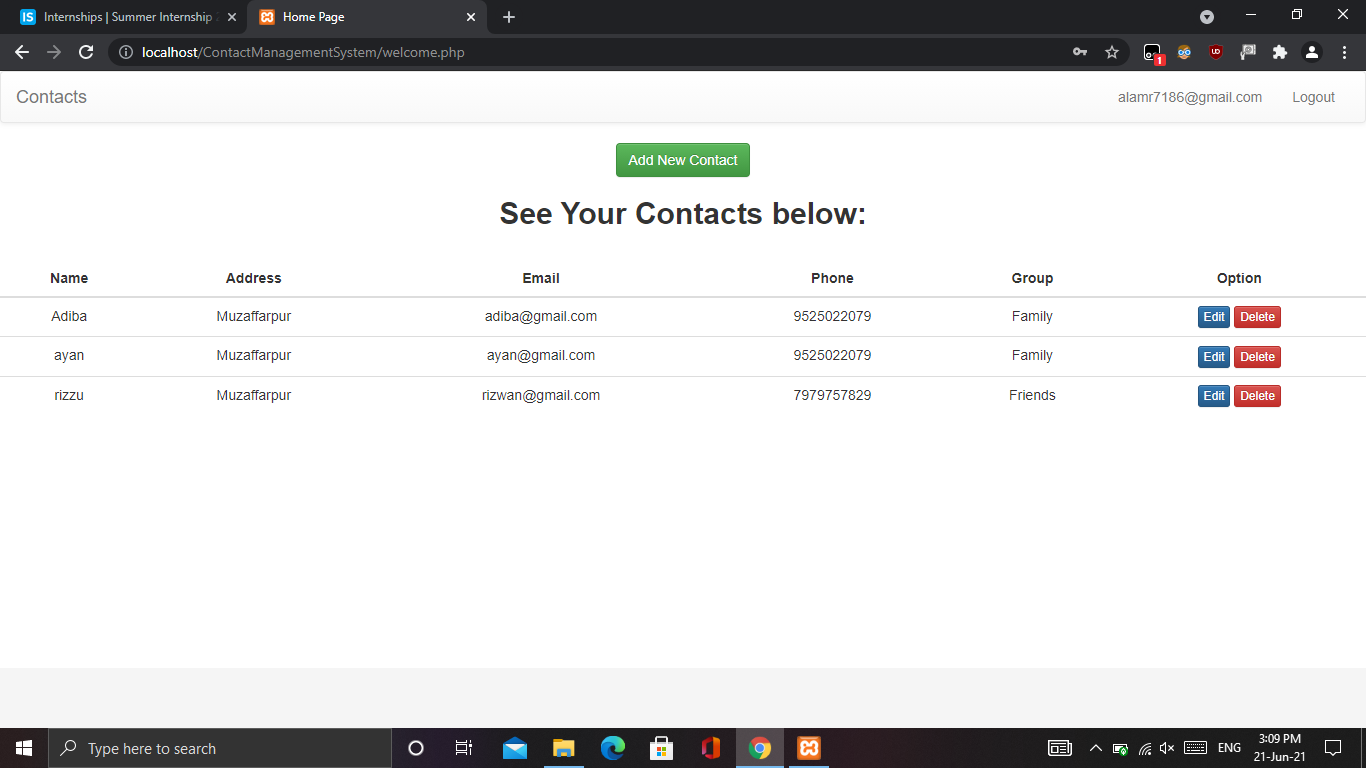 IS Internships | Summer Internship
Home Page
localhost/ContactManagementSystem/welcome.php
1
Contacts
alamr7186@gmail.com Logout
Add New Contact
See Your Contacts below:
Name Address Email Phone Group Option
Adiba Muzaffarpur adiba@gmail.com 9525022079 Family Edit Delete
ayan Muzaffarpur ayan@gmail.com 9525022079 Family Edit Delete
rizzu Muzaffarpur rizwan@gmail.com 7979757829 Friends Edit Delete
Type here to search
ENG
3:09 PM
21-Jun-21